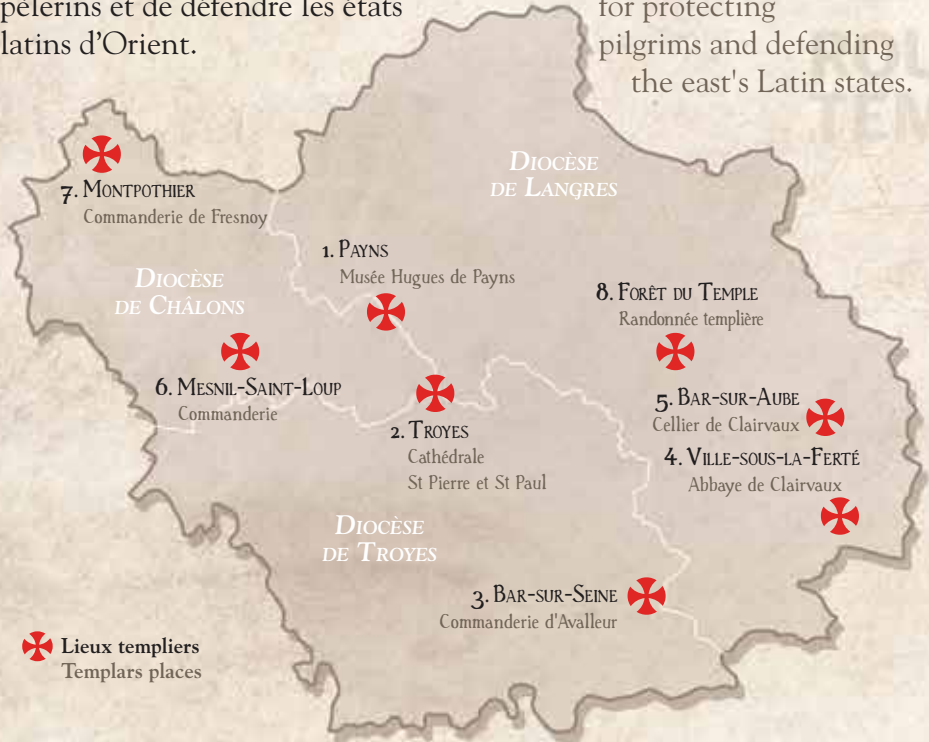 pèlerins et de défendre les états
latins d'Orient.
for protecting
pilgrims and defending
the east's Latin states.
7. Montpothier
Commanderie de Fresnoy
Diocèse
de Langres
1. Payns
Musée Hugues de Payns
Diocèse
de Châlons
8. Forêt du Temple
Randonnée templière
6. Mesnil-Saint-Loup
Commanderie
2. Troyes
Cathédrale
St Pierre et St Paul
5. Bar-sur-Aube
Cellier de Clairvaux
4. Ville-sous-la-Ferté
Abbaye de Clairvaux
Diocèse
de Troyes
3. Bar-sur-Seine
Commanderie d'Avalleur
Lieux templiers
Templars places